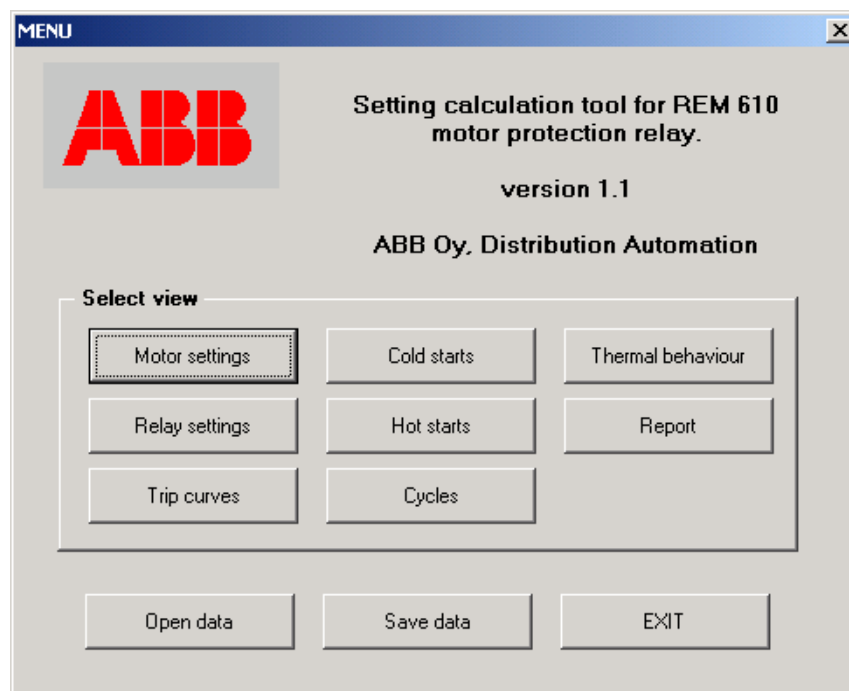 MENU
ABB
Setting calculation tool for REM 610
motor protection relay.
version 1.1
ABB Oy, Distribution Automation
Select view
Motor settings
Cold starts
Thermal behaviour
Relay settings
Hot starts
Report
Trip curves
Cycles
Open data
Save data
EXIT